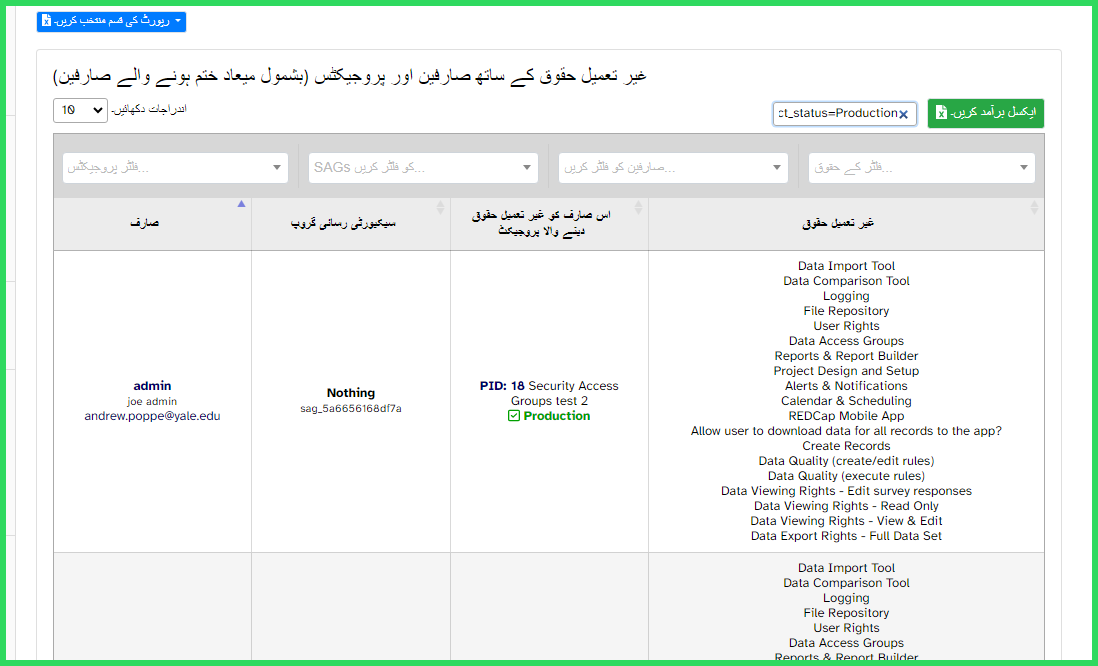 رپورٹ کی قسم منتخب کریں۔
غیر تعمیل حقوق کے ساتھ صارفین اور پروجیکٹس (بشمول میعاد ختم ہونے والے صارفین)
10 اندراجات دکھائیں۔
ct_status=Production
ایکسل برآمد کریں۔
فلٹر پروجیکٹس...
SAGs کو فلٹر کریں...
صارفین کو فلٹر کریں...
فلٹر کے حقوق...
صارف
سیکیورٹی رسائی گروپ
اس صارف کو غیر تعمیل حقوق
دینے والا پروجیکٹ
غیر تعمیل حقوق
admin
joe admin
andrew.poppe@yale.edu
Nothing
sag_5a6656168df7a
PID: 18 Security Access
Groups test 2
Production
Data Import Tool
Data Comparison Tool
Logging
File Repository
User Rights
Data Access Groups
Reports & Report Builder
Project Design and Setup
Alerts & Notifications
Calendar & Scheduling
REDCap Mobile App
Allow user to download data for all records to the app?
Create Records
Data Quality (create/edit rules)
Data Quality (execute rules)
Data Viewing Rights - Edit survey responses
Data Viewing Rights - Read Only
Data Viewing Rights - View & Edit
Data Export Rights - Full Data Set
Data Import Tool
Data Comparison Tool
Logging
File Repository
User Rights
Data Access Groups
Reports & Report Builder